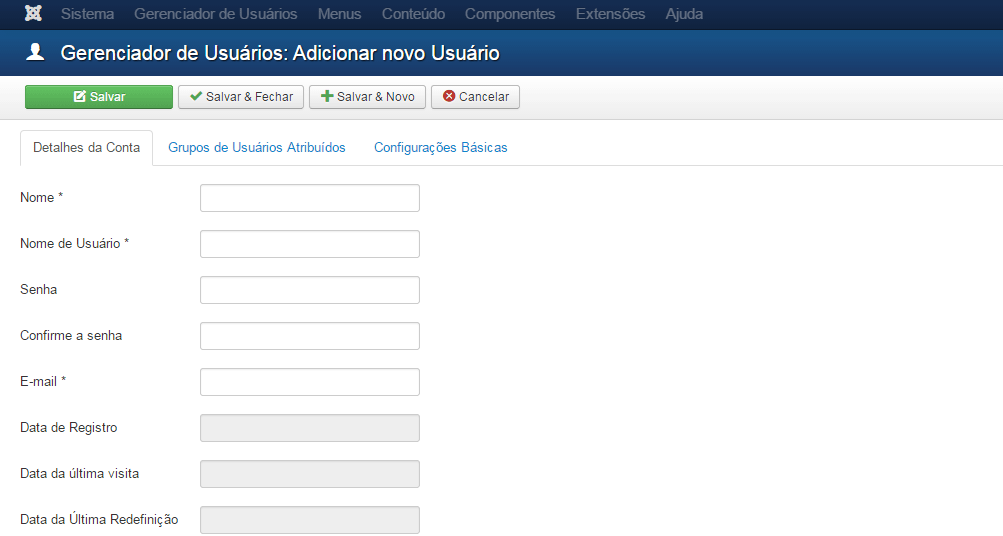 Sistema Gerenciador de Usuários Menus Conteúdo Componentes Extensões Ajuda
Gerenciador de Usuários: Adicionar novo Usuário
Salvar Salvar & Fechar Salvar & Novo Cancelar
Detalhes da Conta Grupos de Usuários Atribuídos Configurações Básicas
Nome *
Nome de Usuário *
Senha
Confirme a senha
E-mail *
Data de Registro
Data da última visita
Data da Última Redefinição